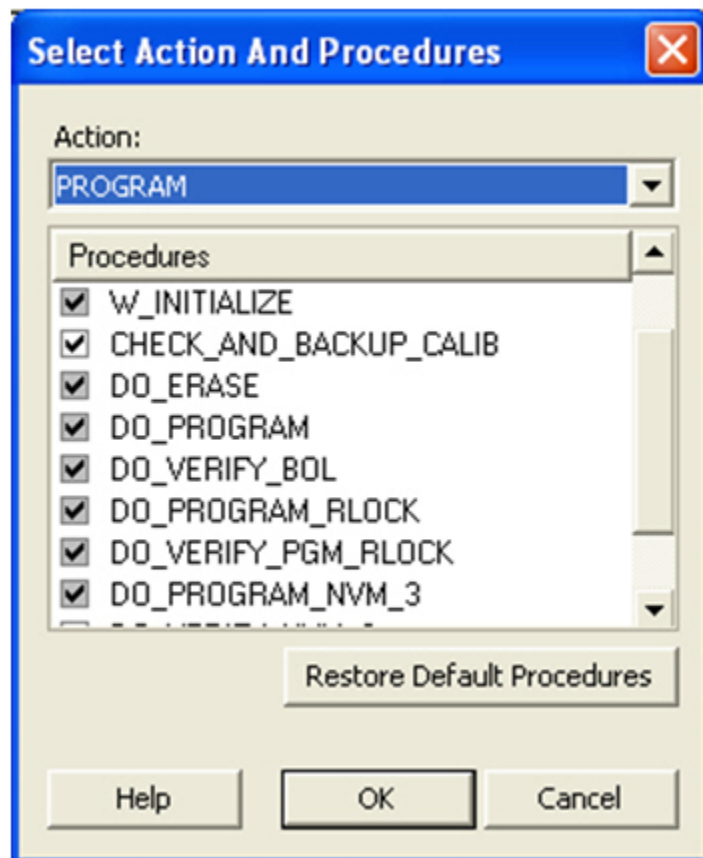 Select Action And Procedures
Action:
PROGRAM
Procedures
W_INITIALIZE
CHECK_AND_BACKUP_CALIB
DO_ERASE
DO_PROGRAM
DO_VERIFY_BOL
DO_PROGRAM_RLOCK
DO_VERIFY_PGM_RLOCK
DO_PROGRAM_NVM_3
Restore Default Procedures
Help
OK
Cancel